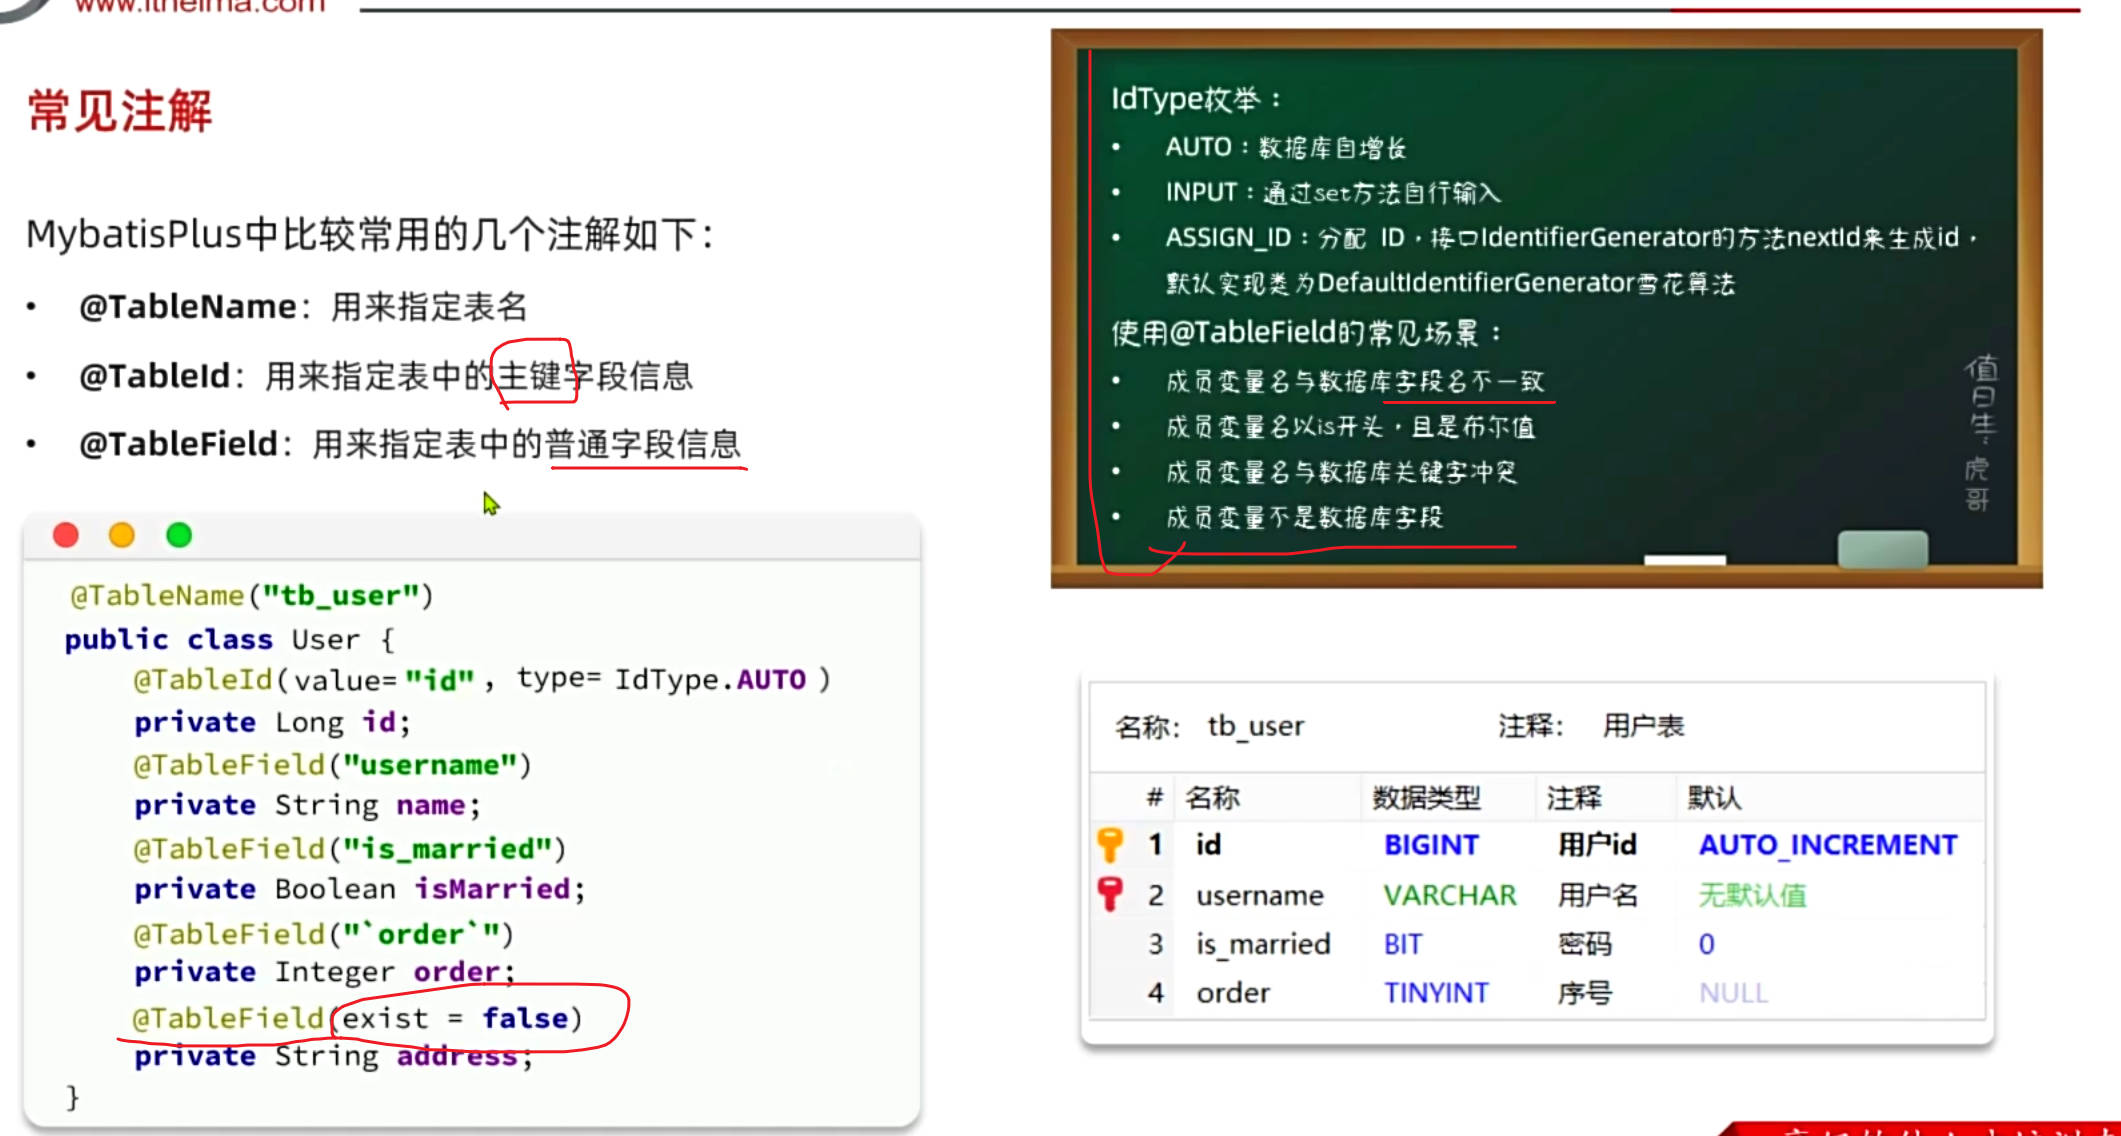 www.itheima.com
常见注解
MybatisPlus中比较常用的几个注解如下：
• @TableName：用来指定表名
• @TableId：用来指定表中的主键字段信息
• @TableField：用来指定表中的普通字段信息
@TableName("tb_user")
public class User {
@TableId(value="id", type= IdType.AUTO )
private Long id;
@TableField("username")
private String name;
@TableField("is_married")
private Boolean isMarried;
@TableField("`order`")
private Integer order;
@TableField(exist = false)
private String address;
}
IdType枚举：
• AUTO：数据库自增长
• INPUT：通过set方法自行输入
• ASSIGN_ID：分配 ID，接口IdentifierGenerator的方法nextId来生成id，
默认实现类为DefaultIdentifierGenerator雪花算法
使用@TableField的常见场景：
• 成员变量名与数据库字段名不一致
• 成员变量名以is开头，且是布尔值
• 成员变量名与数据库关键字冲突
• 成员变量不是数据库字段
值日生：虎哥
名称： tb_user 注释： 用户表
# 名称 数据类型 注释 默认
1 id BIGINT 用户id AUTO_INCREMENT
2 username VARCHAR 用户名 无默认值
3 is_married BIT 密码 0
4 order TINYINT 序号 NULL